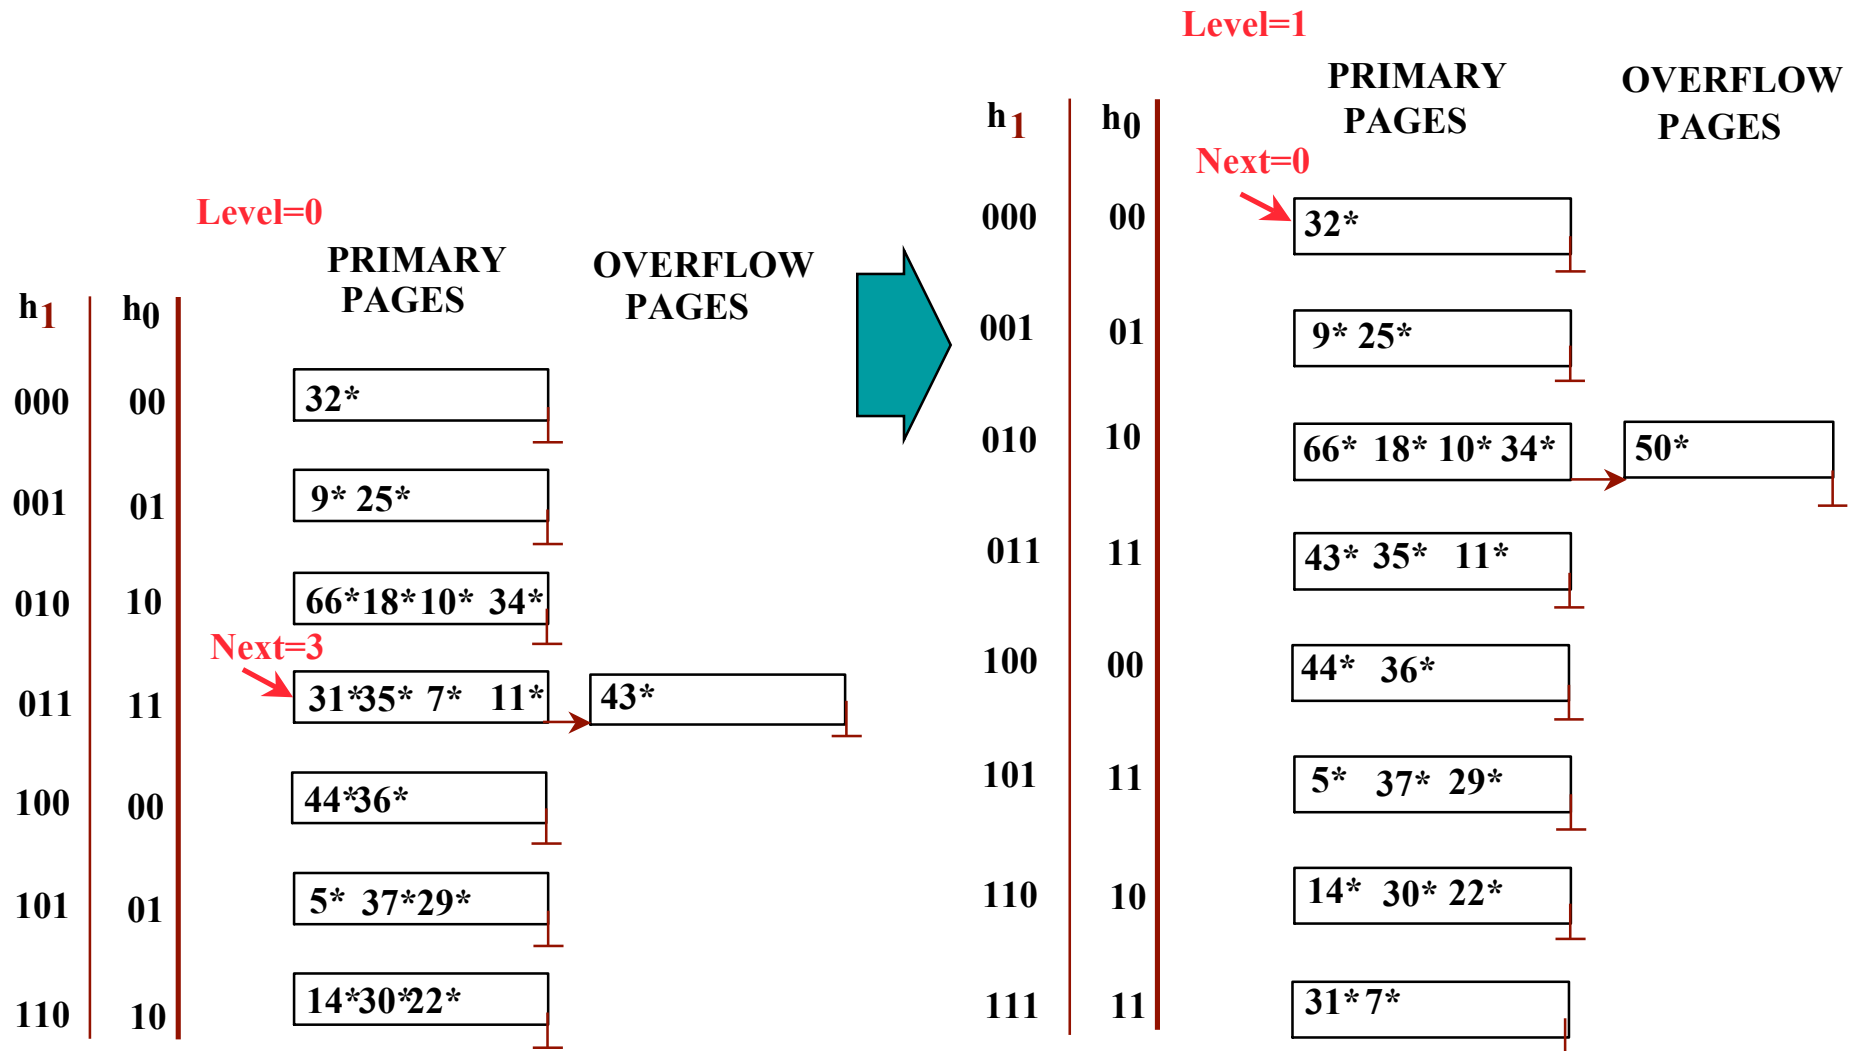 Level=0
PRIMARY PAGES
OVERFLOW PAGES
h1 h0
000 00 32*
001 01 9* 25*
010 10 66* 18* 10* 34*
Next=3
011 11 31* 35* 7* 11* 43*
100 00 44* 36*
101 01 5* 37* 29*
110 10 14* 30* 22*
Level=1
PRIMARY PAGES
OVERFLOW PAGES
h1 h0
Next=0
000 00 32*
001 01 9* 25*
010 10 66* 18* 10* 34* 50*
011 11 43* 35* 11*
100 00 44* 36*
101 11 5* 37* 29*
110 10 14* 30* 22*
111 11 31* 7*